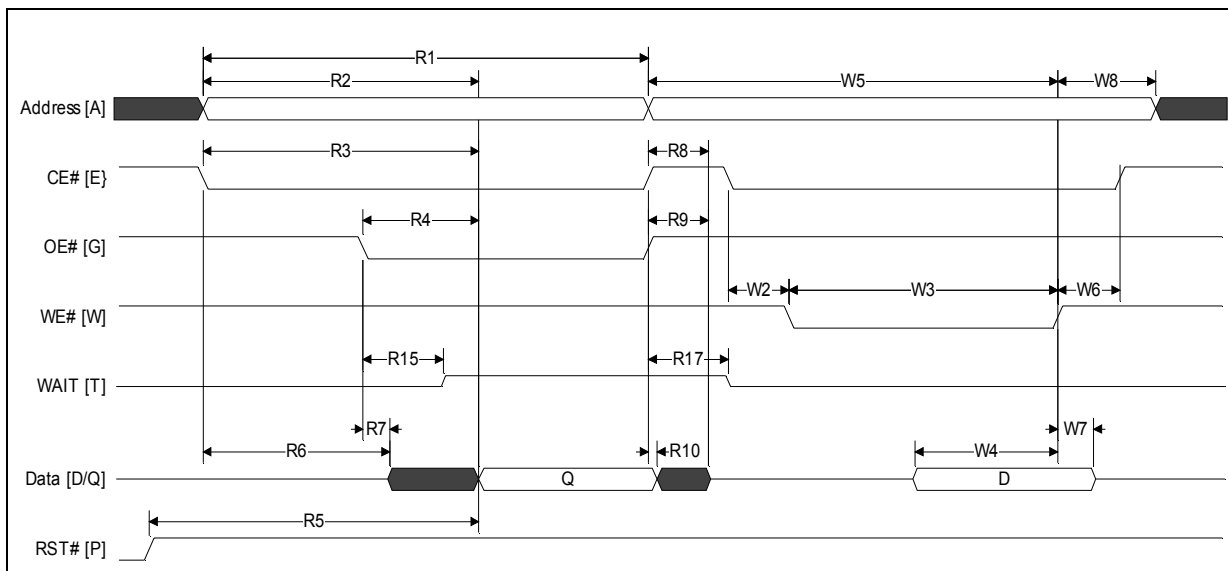 R1
R2
W5
W8
Address [A]
R3
R8
CE# [E}
R4
R9
OE# [G]
W2
W3
W6
WE# [W]
R15
R17
WAIT [T]
R7
W7
R6
R10
W4
Data [D/Q]
Q
D
R5
RST# [P]